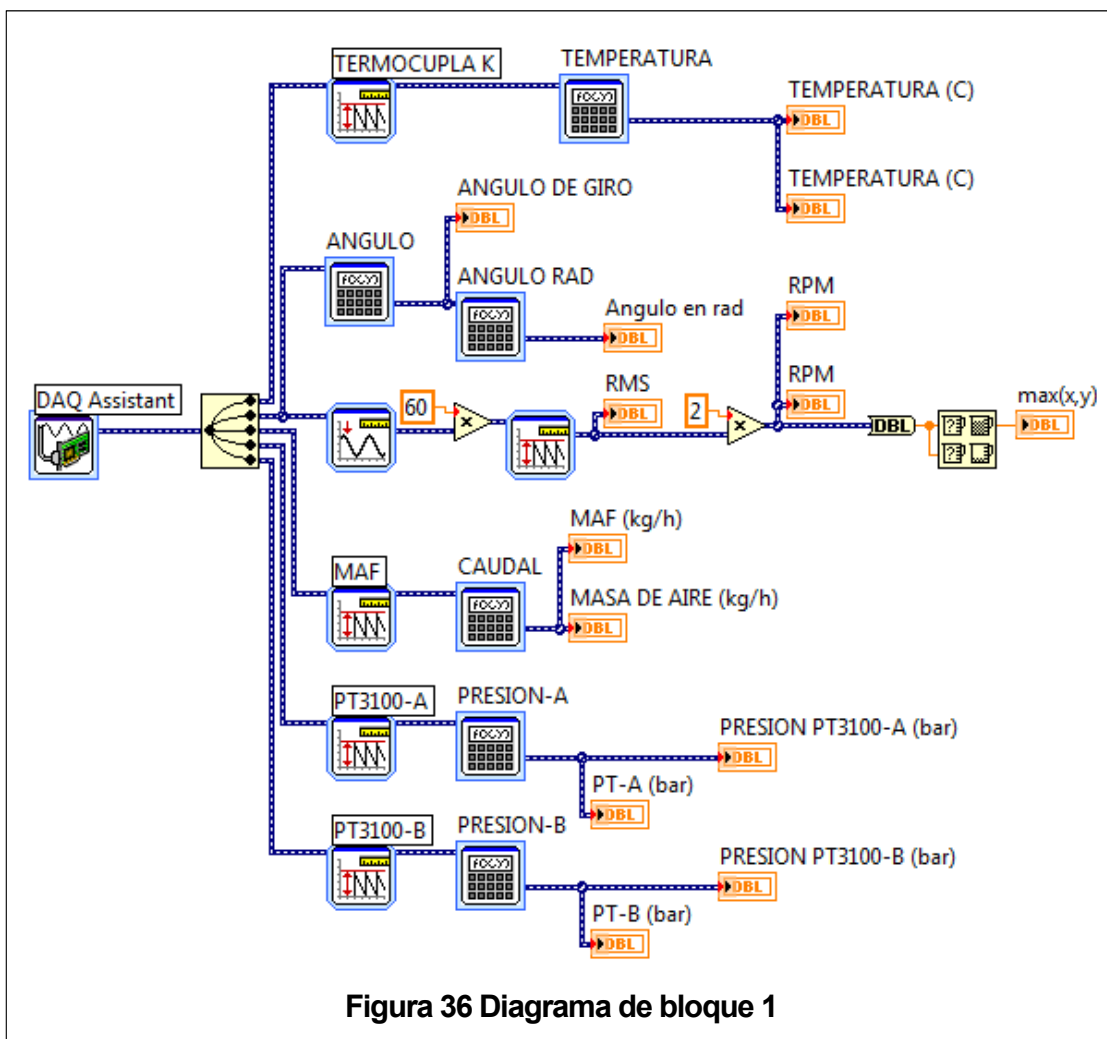 TERMOCUPLA K
TEMPERATURA
f(X,Y)
TEMPERATURA (C)
DBL
TEMPERATURA (C)
DBL
ANGULO DE GIRO
DBL
ANGULO
f(X,Y)
ANGULO RAD
f(X,Y)
Angulo en rad
DBL
RPM
DBL
DAQ Assistant
60
x
RMS
DBL
2
x
RPM
DBL
DBL
max(x,y)
DBL
MAF (kg/h)
DBL
MAF
CAUDAL
f(X,Y)
MASA DE AIRE (kg/h)
DBL
PT3100-A
PRESION-A
f(X,Y)
PRESION PT3100-A (bar)
DBL
PT-A (bar)
DBL
PT3100-B
PRESION-B
f(X,Y)
PRESION PT3100-B (bar)
DBL
PT-B (bar)
DBL
Figura 36 Diagrama de bloque 1